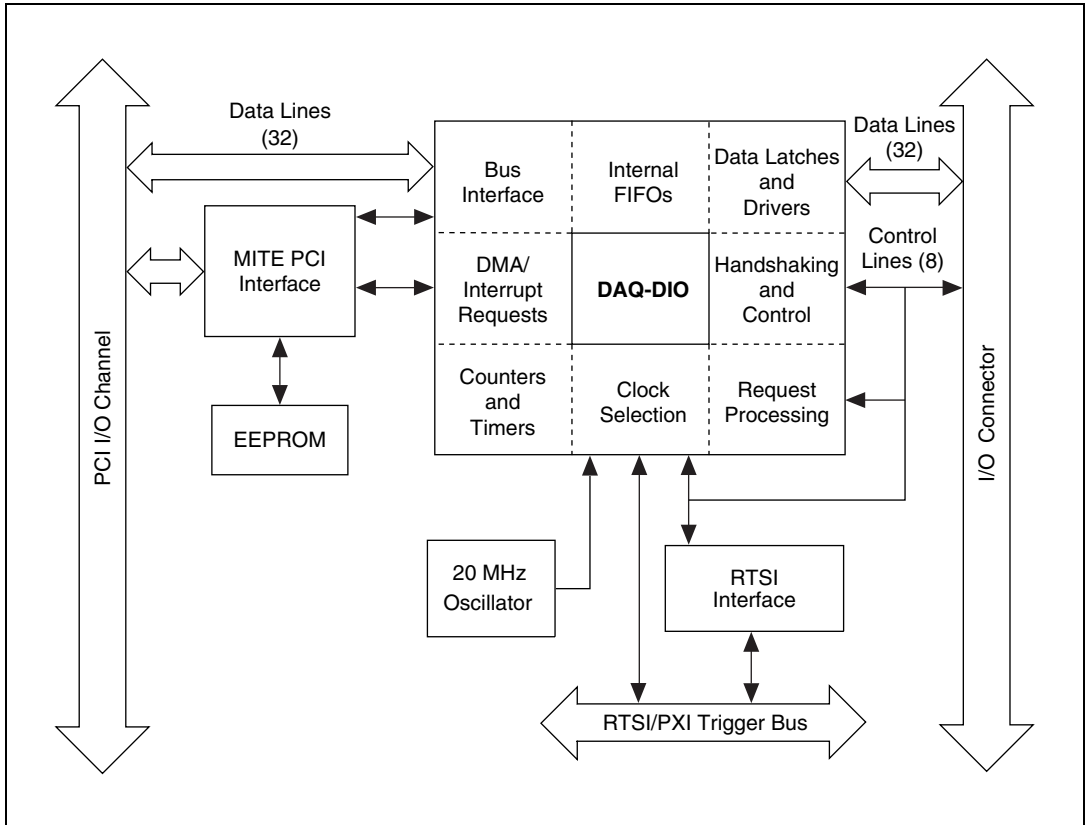 Data Lines
(32)
Data Lines
(32)
Bus
Interface
Internal
FIFOs
Data Latches
and
Drivers
MITE PCI
Interface
DMA/
Interrupt
Requests
DAQ-DIO
Handshaking
and
Control
Control
Lines (8)
Counters
and
Timers
Clock
Selection
Request
Processing
EEPROM
PCI I/O Channel
I/O Connector
20 MHz
Oscillator
RTSI
Interface
RTSI/PXI Trigger Bus